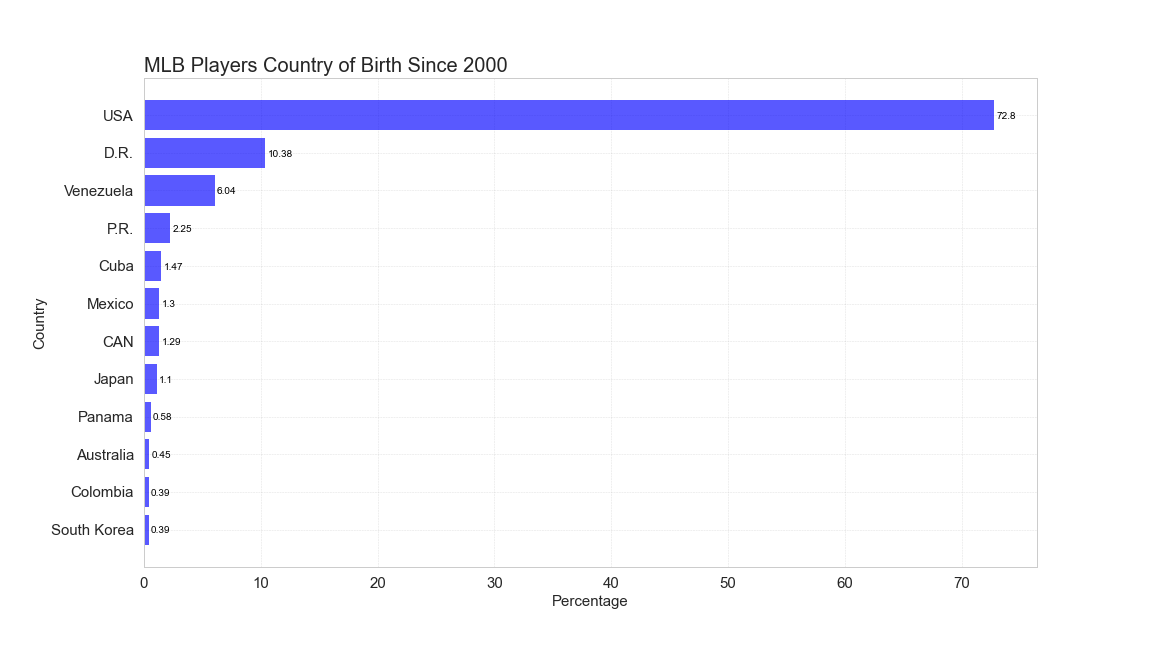 MLB Players Country of Birth Since 2000
USA 72.8
D.R. 10.38
Venezuela 6.04
P.R. 2.25
Cuba 1.47
Mexico 1.3
CAN 1.29
Japan 1.1
Panama 0.58
Australia 0.45
Colombia 0.39
South Korea 0.39
Country
0 10 20 30 40 50 60 70
Percentage